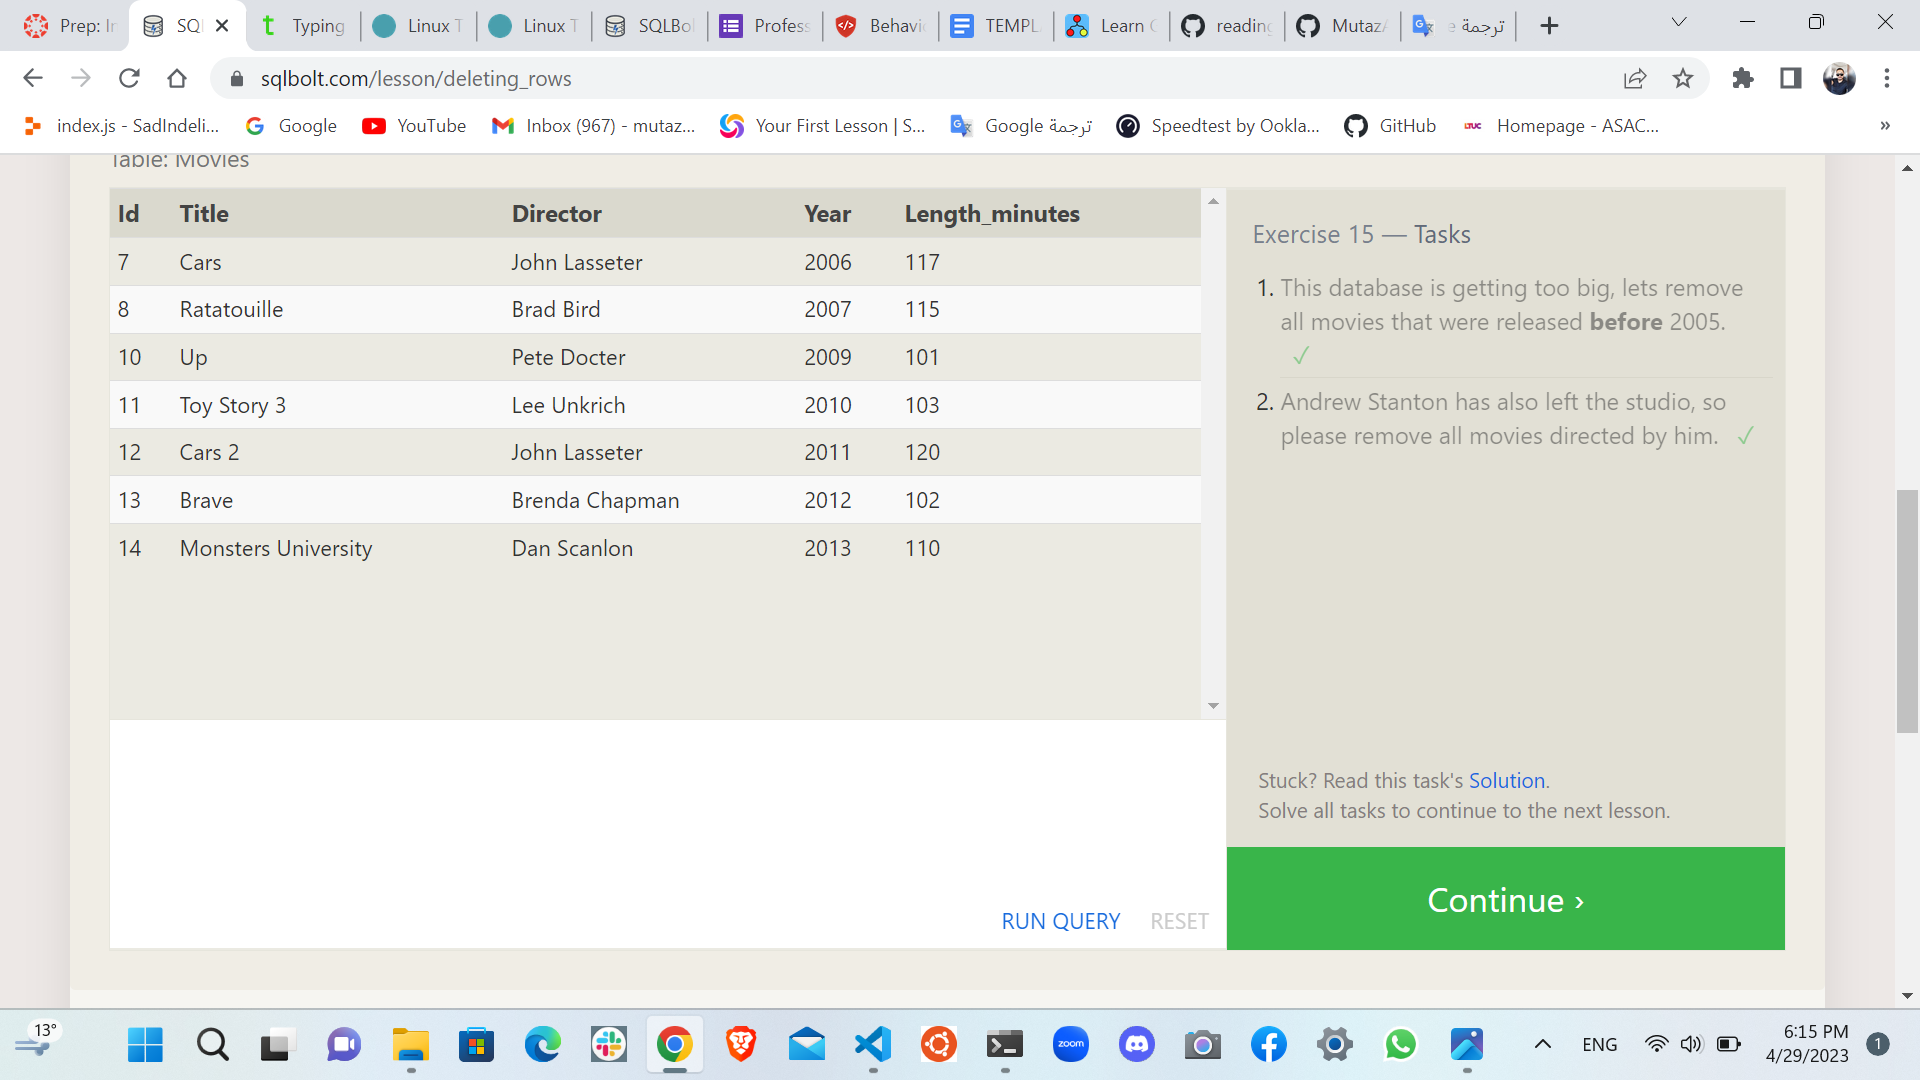 Prep: I
SQ
Typing
Linux T
Linux T
SQLBo
Profess
Behavi
TEMPL
Learn
reading
Mutaz
ترجمة e
sqlbolt.com/lesson/deleting_rows
index.js - SadIndeli...
Google
YouTube
Inbox (967) - mutaz...
Your First Lesson | S...
Google ترجمة
Speedtest by Ookla...
GitHub
LTUC
Homepage - ASAC...
»
Table: Movies
Id Title Director Year Length_minutes
7 Cars John Lasseter 2006 117
8 Ratatouille Brad Bird 2007 115
10 Up Pete Docter 2009 101
11 Toy Story 3 Lee Unkrich 2010 103
12 Cars 2 John Lasseter 2011 120
13 Brave Brenda Chapman 2012 102
14 Monsters University Dan Scanlon 2013 110
RUN QUERY RESET
Exercise 15 — Tasks
1. This database is getting too big, lets remove
all movies that were released before 2005.
✓
2. Andrew Stanton has also left the studio, so
please remove all movies directed by him. ✓
Stuck? Read this task's Solution.
Solve all tasks to continue to the next lesson.
Continue ›
13°
zoom
ENG
6:15 PM
4/29/2023
1